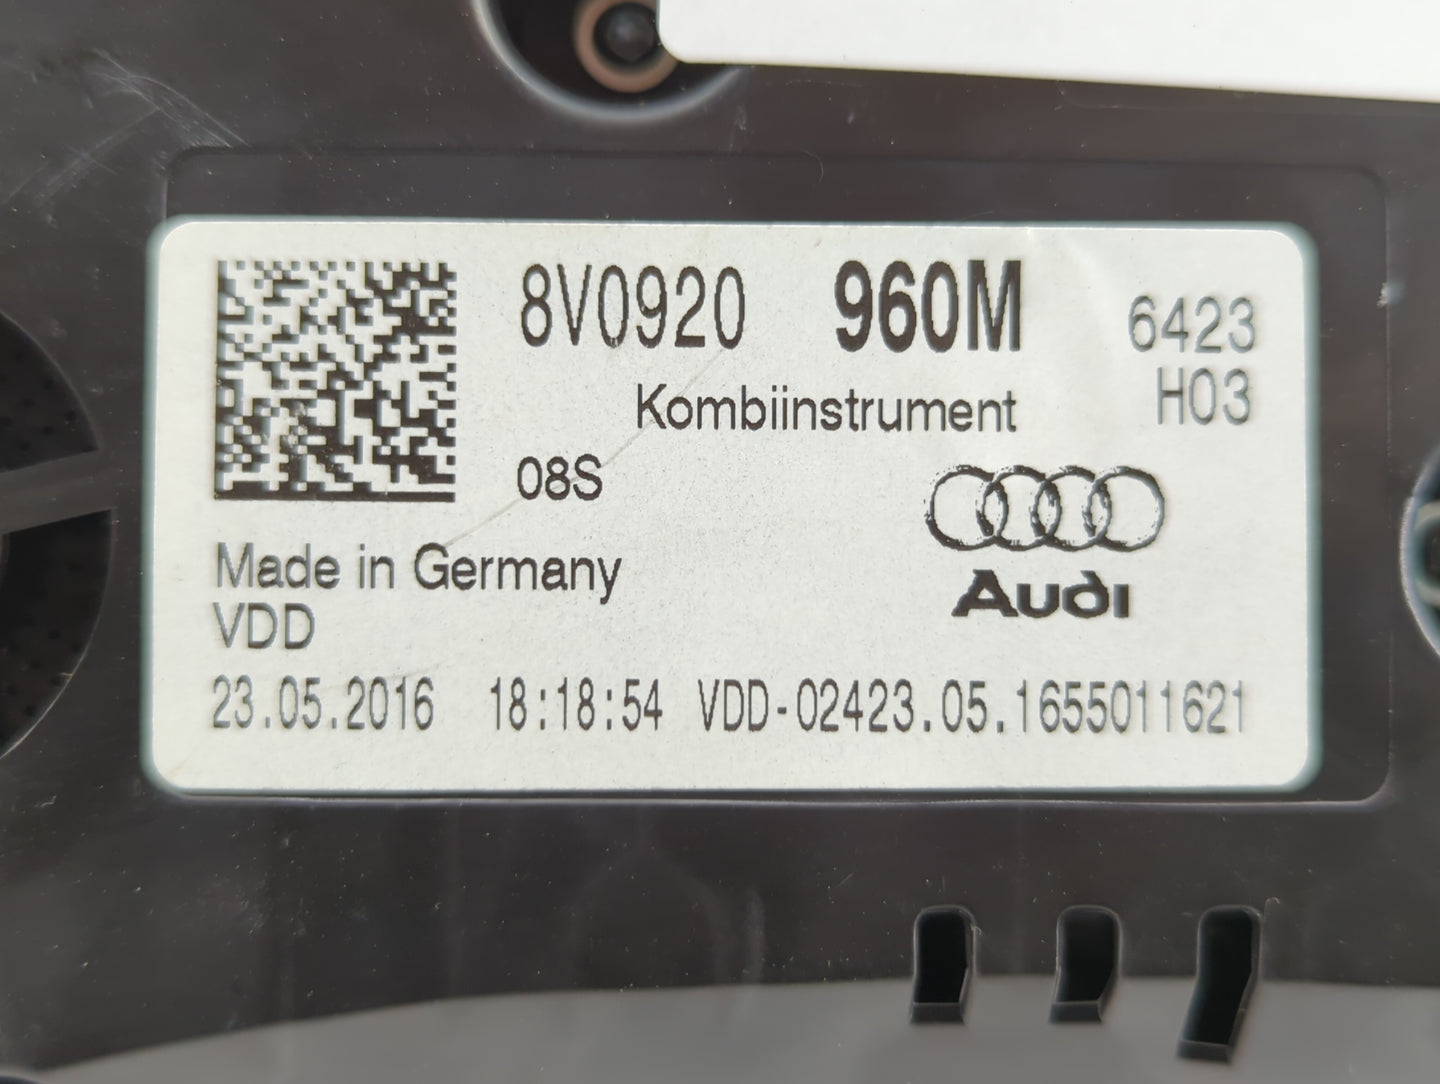 8V0920 960M 6423
Kombiinstrument H03
08S
Audi
Made in Germany
VDD
23.05.2016 18:18:54 VDD-02423.05.1655011621